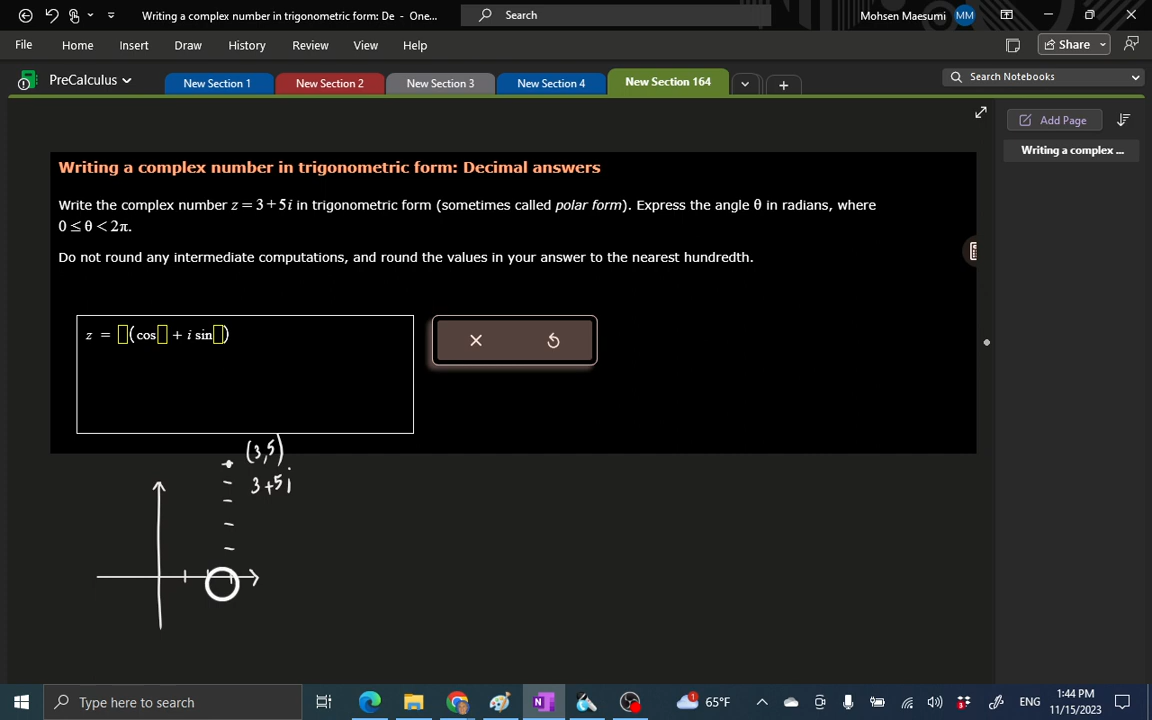 Writing a complex number in trigonometric form: De - One...
Search
Mohsen Maesumi MM
File Home Insert Draw History Review View Help
Share
PreCalculus
New Section 1
New Section 2
New Section 3
New Section 4
New Section 164
+
Search Notebooks
Add Page
Writing a complex ...
Writing a complex number in trigonometric form: Decimal answers
Write the complex number z = 3 + 5i in trigonometric form (sometimes called polar form). Express the angle θ in radians, where
0 ≤ θ < 2π.
Do not round any intermediate computations, and round the values in your answer to the nearest hundredth.
z = □(cos□ + i sin□)
(3,5)
3+5i
Type here to search
1
65°F
ENG
1:44 PM
11/15/2023